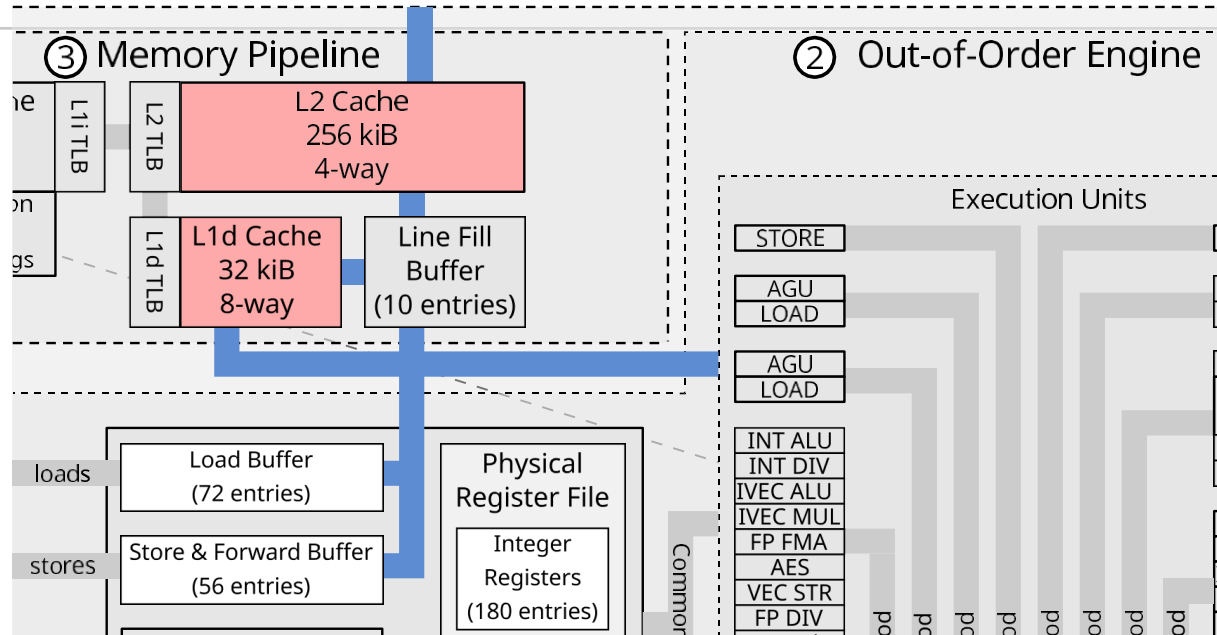 3 Memory Pipeline
2 Out-of-Order Engine
L1i TLB
L2 TLB
L2 Cache
256 kiB
4-way
Execution Units
L1d TLB
L1d Cache
32 kiB
8-way
Line Fill
Buffer
(10 entries)
STORE
AGU
LOAD
AGU
LOAD
INT ALU
INT DIV
IVEC ALU
IVEC MUL
FP FMA
AES
VEC STR
FP DIV
loads
Load Buffer
(72 entries)
stores
Store & Forward Buffer
(56 entries)
Physical
Register File
Integer
Registers
(180 entries)
Common